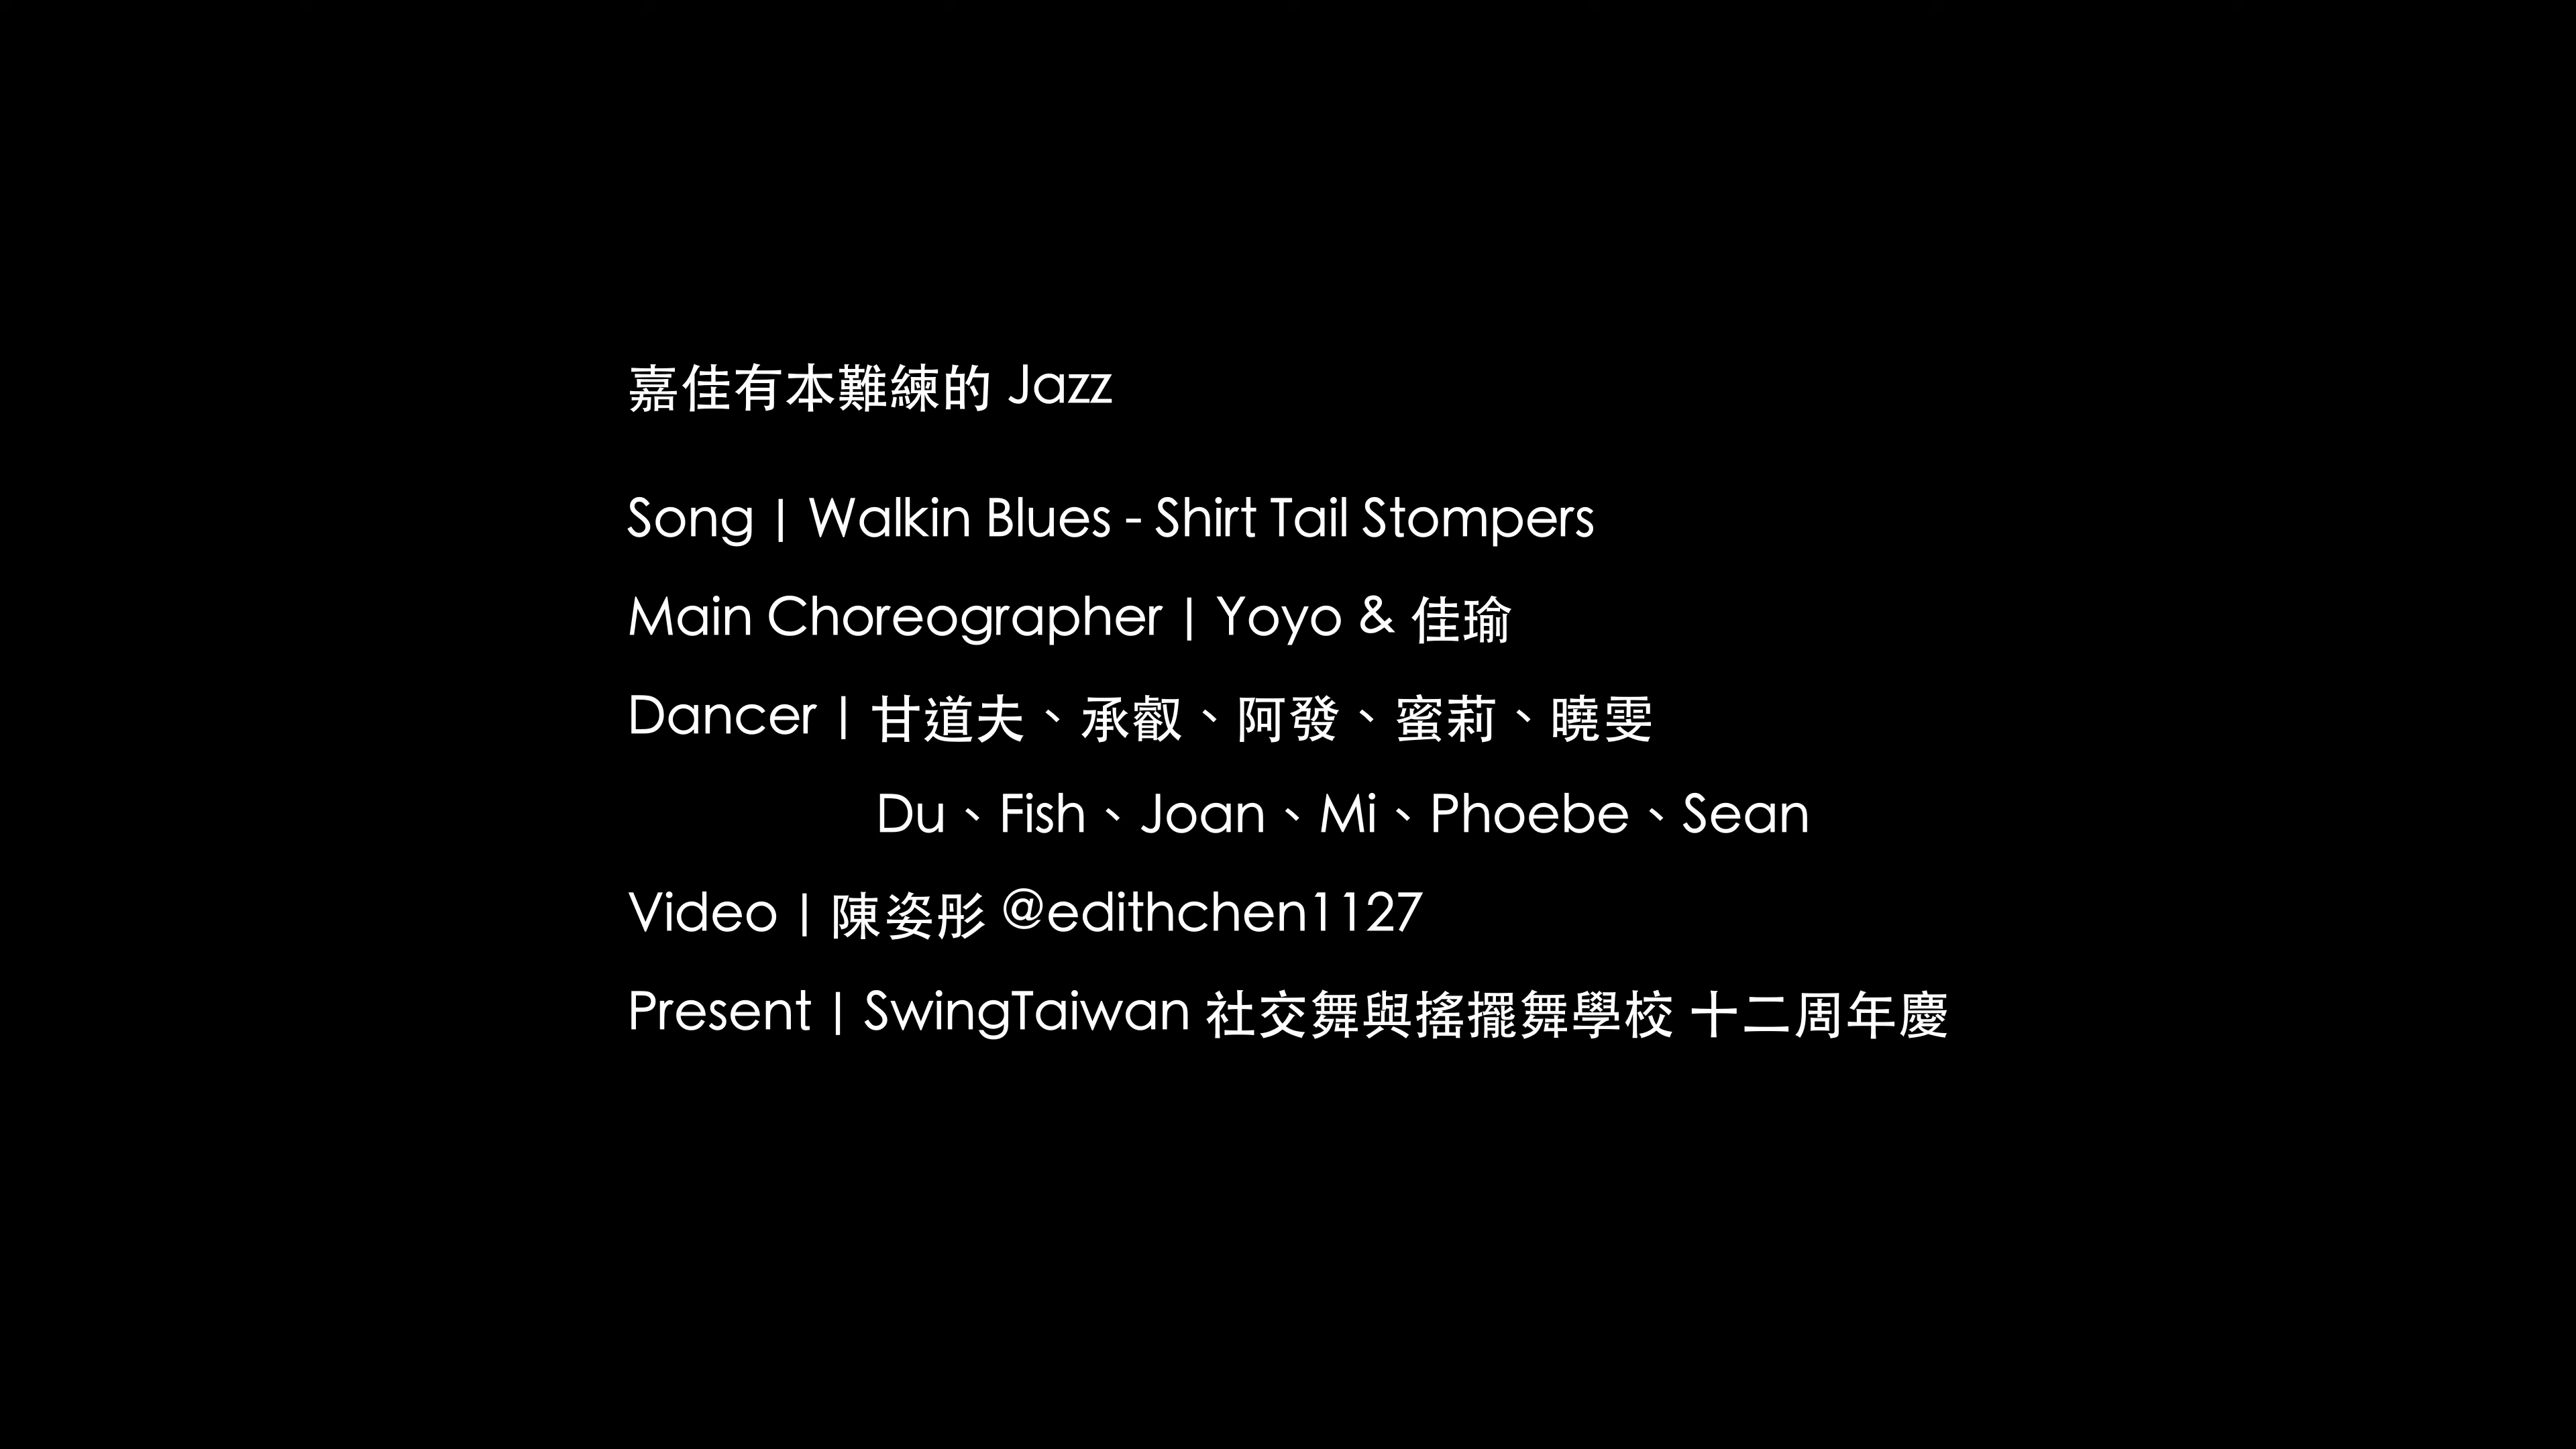 嘉佳有本難練的 Jazz
Song | Walkin Blues - Shirt Tail Stompers
Main Choreographer | Yoyo & 佳瑜
Dancer | 甘道夫、承叡、阿發、蜜莉、曉雯
Du、Fish、Joan、Mi、Phoebe、Sean
Video | 陳姿彤 @edithchen1127
Present | SwingTaiwan 社交舞與搖擺舞學校 十二周年慶